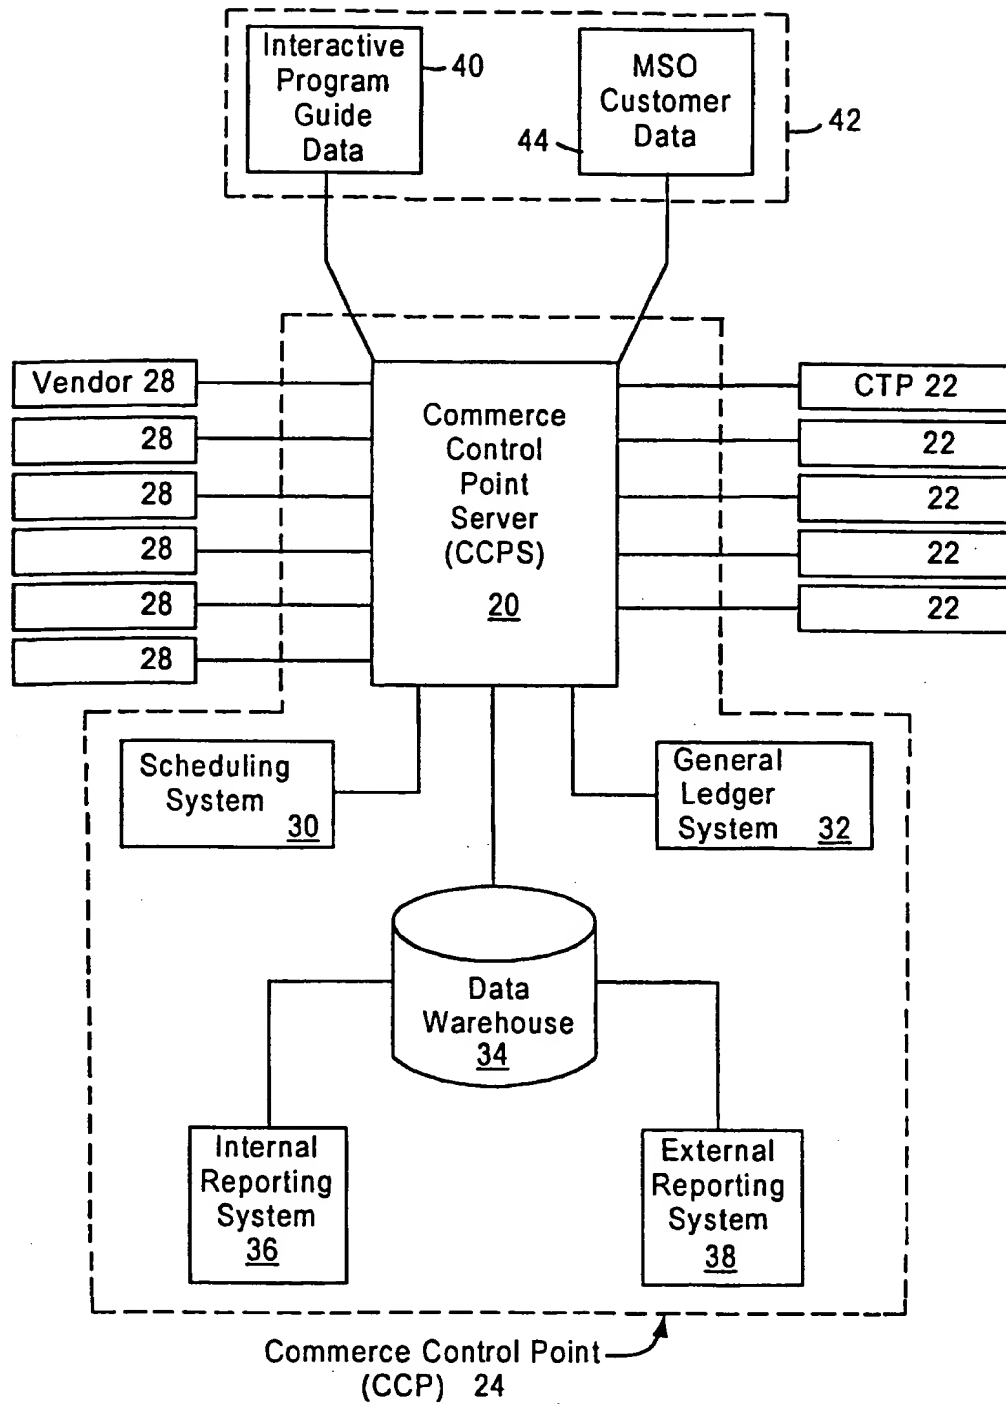 Interactive
Program
Guide
Data
40
MSO
Customer
Data
44
42
Vendor 28
28
28
28
28
28
Commerce
Control
Point
Server
(CCPS)
20
CTP 22
22
22
22
22
Scheduling
System
30
General
Ledger
System 32
Data
Warehouse
34
Internal
Reporting
System
36
External
Reporting
System
38
Commerce Control Point
(CCP) 24